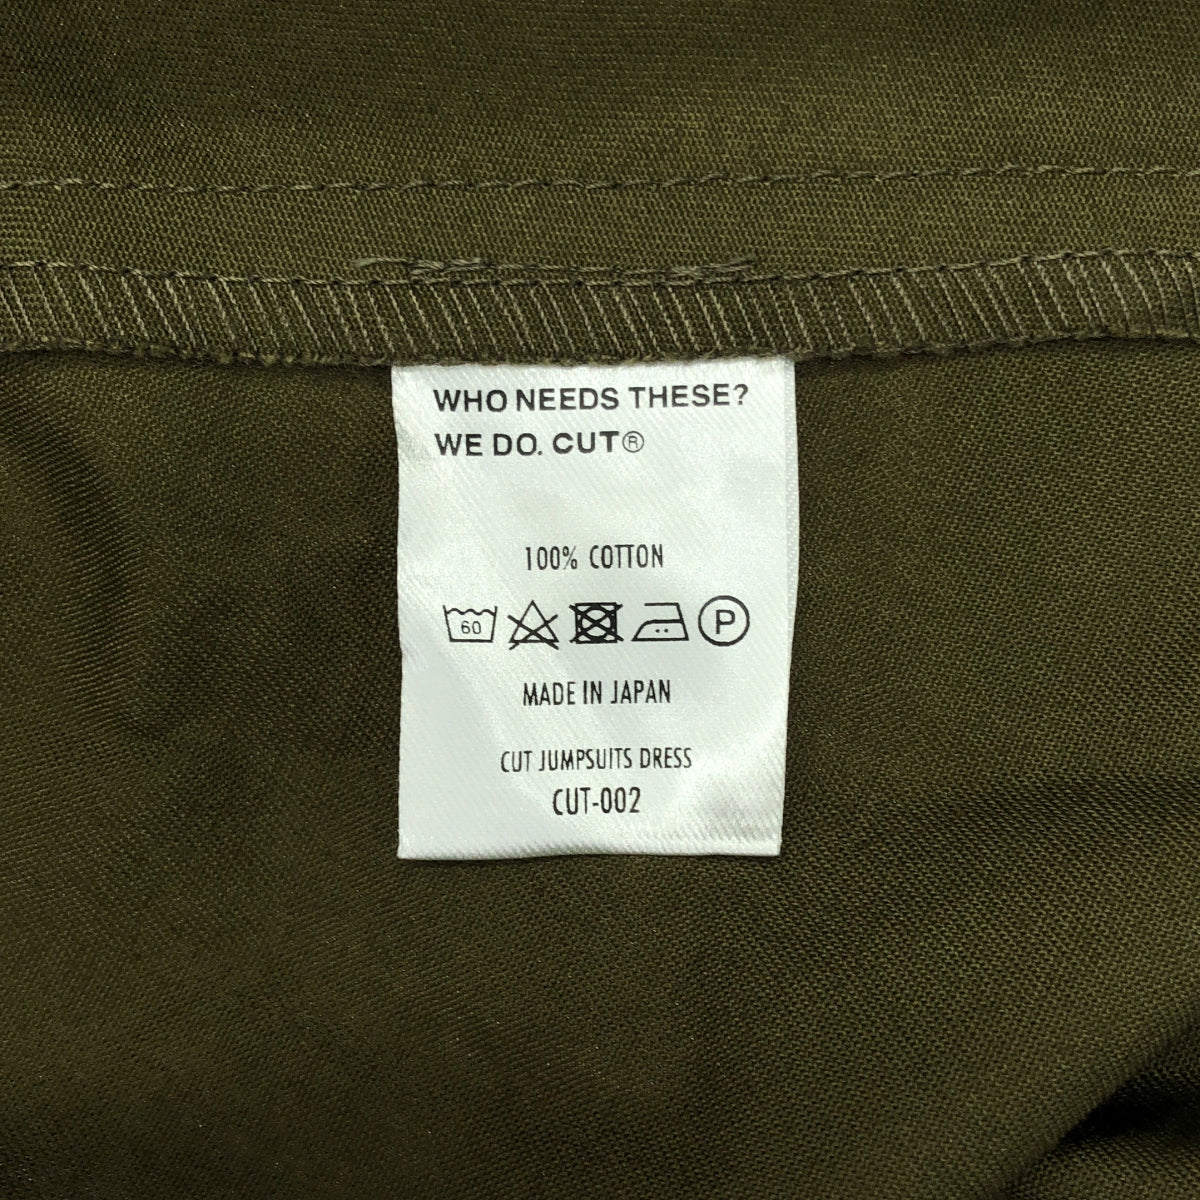 WHO NEEDS THESE?
WE DO. CUT®
100% COTTON
60 P
MADE IN JAPAN
CUT JUMPSUITS DRESS
CUT-002